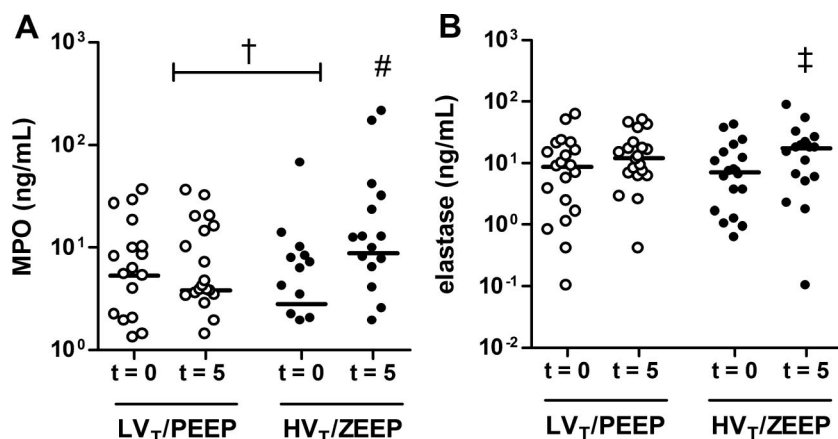 A
MPO (ng/mL)
10³
10²
10¹
10⁰
†
#
t = 0 t = 5 t = 0 t = 5
LV_T/PEEP HV_T/ZEEP
B
elastase (ng/mL)
10³
10²
10¹
10⁰
10⁻¹
10⁻²
‡
t = 0 t = 5 t = 0 t = 5
LV_T/PEEP HV_T/ZEEP